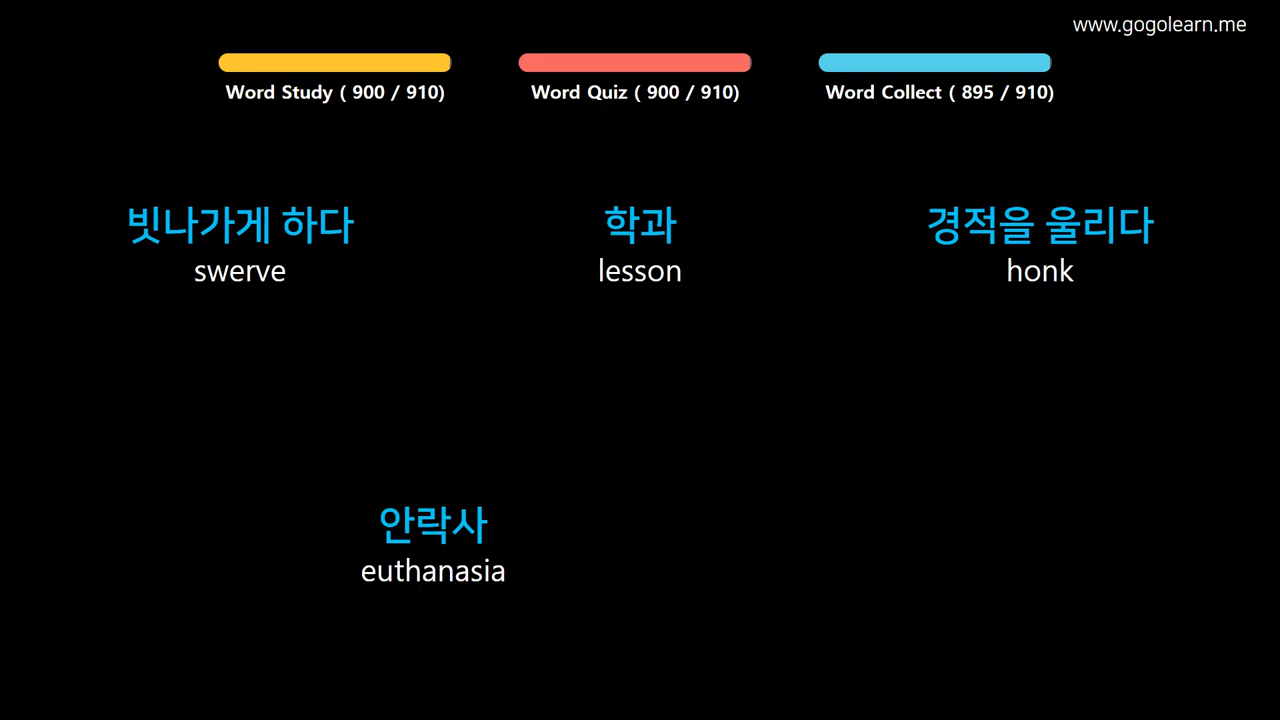 www.gogolearn.me
Word Study ( 900 / 910)
Word Quiz ( 900 / 910)
Word Collect ( 895 / 910)
빗나가게 하다
swerve
학과
lesson
경적을 울리다
honk
안락사
euthanasia